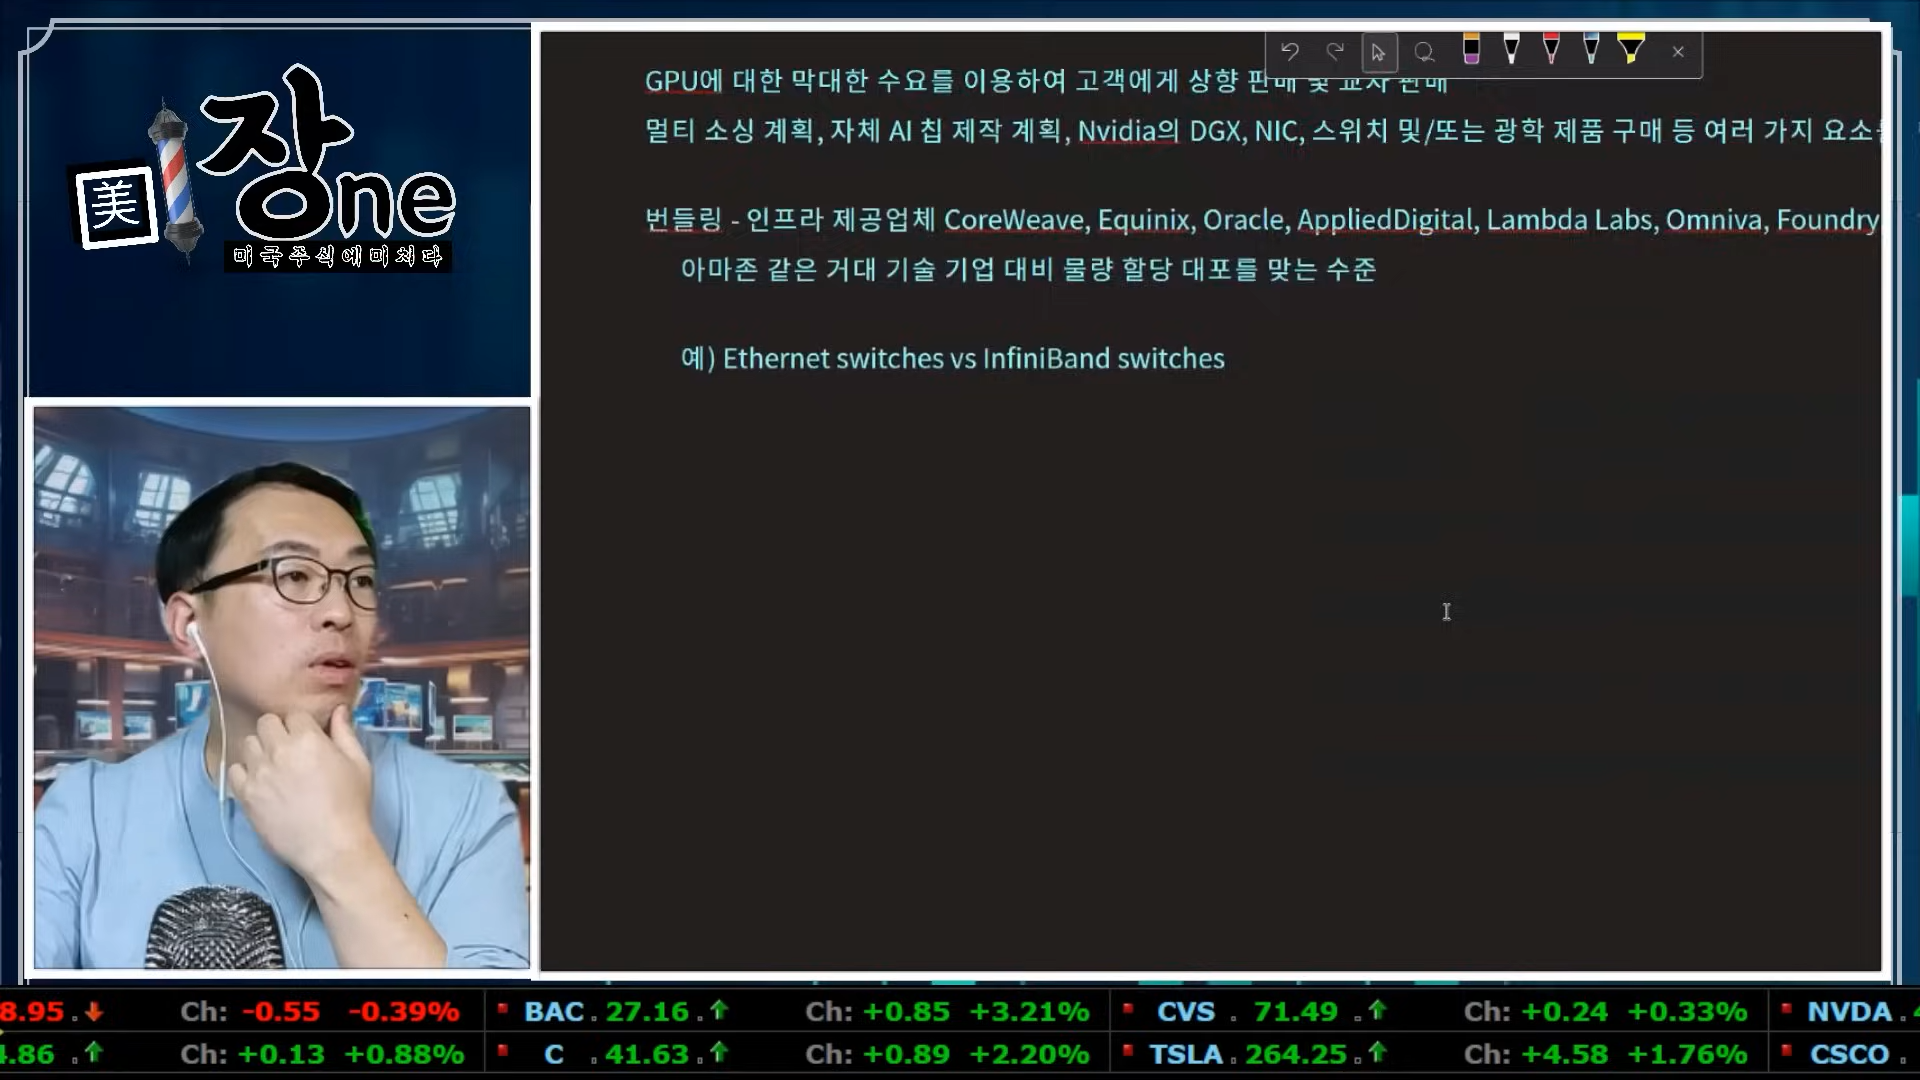 美
장one
미국주식에미치다
GPU에 대한 막대한 수요를 이용하여 고객에게 상향 판매 및 교차 판매
멀티 소싱 계획, 자체 AI 칩 제작 계획, Nvidia의 DGX, NIC, 스위치 및/또는 광학 제품 구매 등 여러 가지 요소
번들링 - 인프라 제공업체 CoreWeave, Equinix, Oracle, AppliedDigital, Lambda Labs, Omniva, Foundry
아마존 같은 거대 기술 기업 대비 물량 할당 대포를 맞는 수준
예) Ethernet switches vs InfiniBand switches
8.95 Ch: -0.55 -0.39% BAC 27.16 Ch: +0.85 +3.21% CVS 71.49 Ch: +0.24 +0.33% NVDA
4.86 Ch: +0.13 +0.88% C 41.63 Ch: +0.89 +2.20% TSLA 264.25 Ch: +4.58 +1.76% CSCO